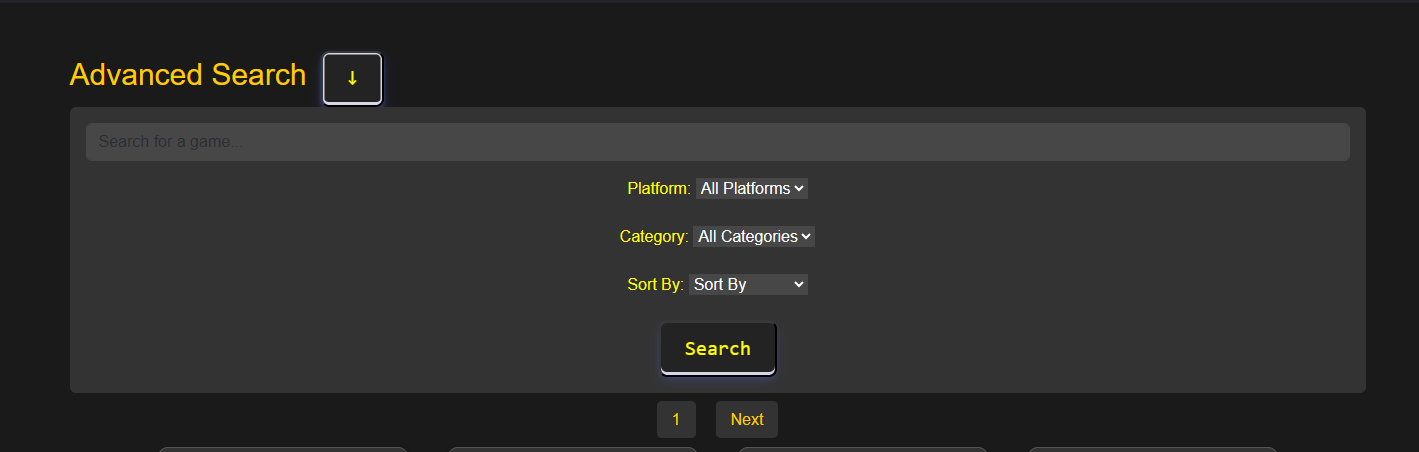 Advanced Search ↓
Search for a game...
Platform: All Platforms
Category: All Categories
Sort By: Sort By
Search
1 Next